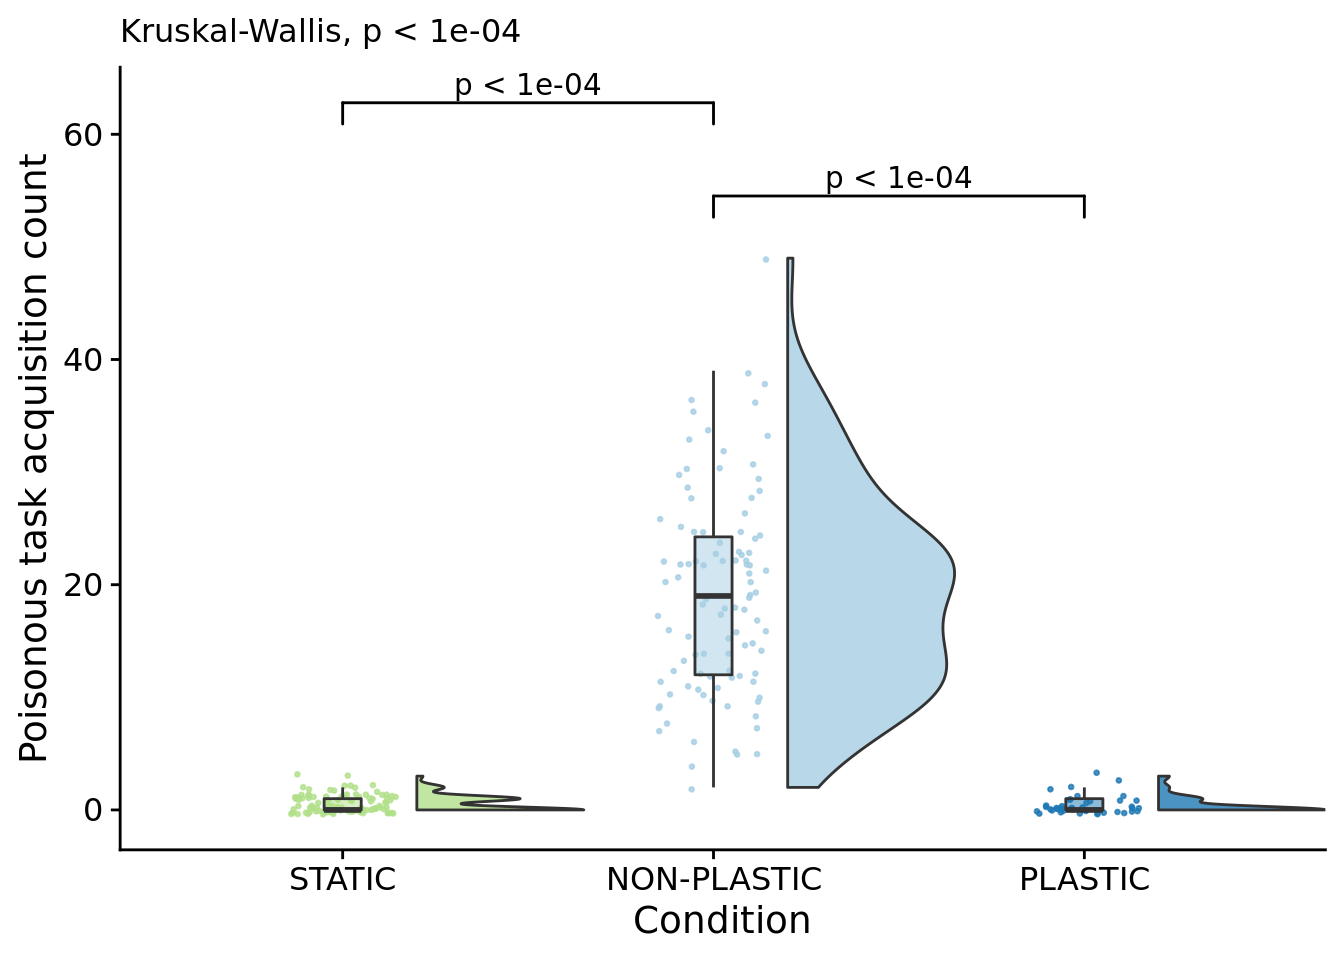 Kruskal-Wallis, p < 1e-04
p < 1e-04
p < 1e-04
60
40
20
0
Poisonous task acquisition count
STATIC
NON-PLASTIC
PLASTIC
Condition